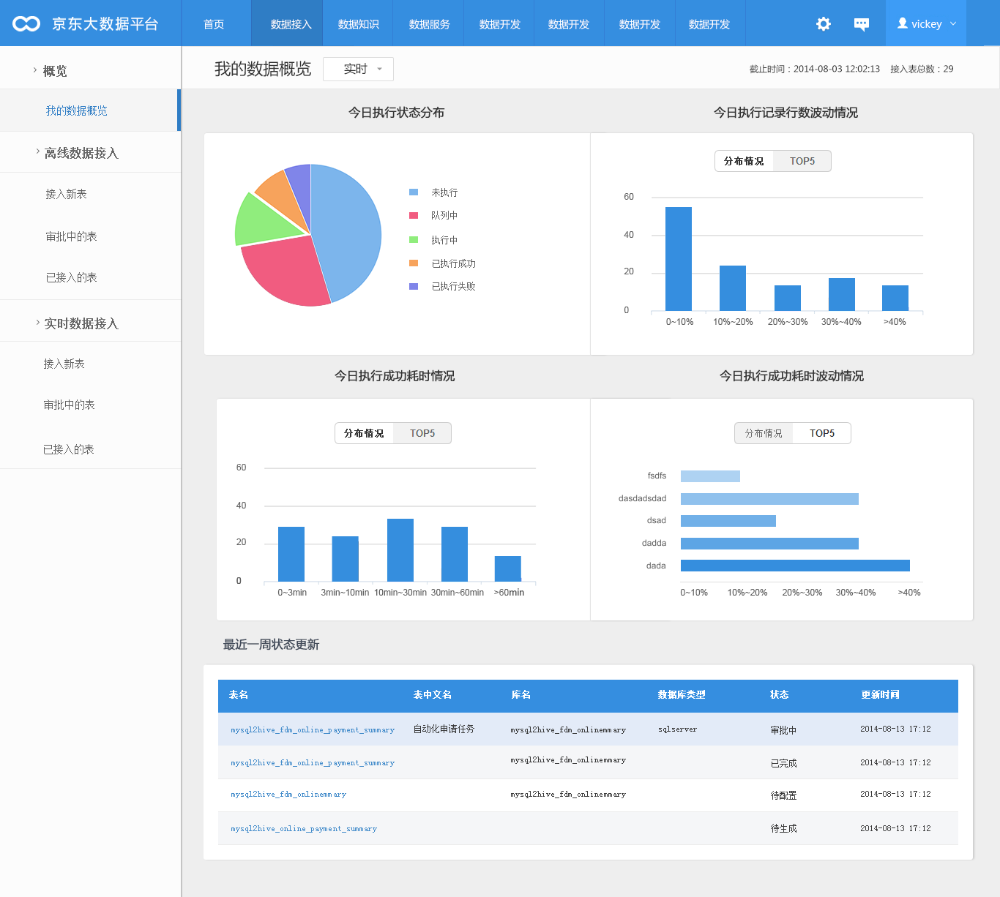 京东大数据平台
首页 数据接入 数据知识 数据服务 数据开发 数据开发 数据开发 数据开发 vickey
概览
我的数据概览
离线数据接入
接入新表
审批中的表
已接入的表
实时数据接入
接入新表
审批中的表
已接入的表
我的数据概览 实时 截止时间：2014-08-03 12:02:13 接入表总数：29
今日执行状态分布
未执行
队列中
执行中
已执行成功
已执行失败
今日执行记录行数波动情况
分布情况 TOP5
60
40
20
0
0~10% 10%~20% 20%~30% 30%~40% >40%
今日执行成功耗时情况
分布情况 TOP5
60
40
20
0
0~3min 3min~10min 10min~30min 30min~60min >60min
今日执行成功耗时波动情况
分布情况 TOP5
fsdfs
dasdadsdad
dsad
dadda
dada
0~10% 10%~20% 20%~30% 30%~40% >40%
最近一周状态更新
表名 表中文名 库名 数据库类型 状态 更新时间
mysql2hive_fdm_online_payment_summary 自动化申请任务 mysql2hive_fdm_onlinemmary sqlserver 审批中 2014-08-13 17:12
mysql2hive_fdm_online_payment_summary mysql2hive_fdm_onlinemmary 已完成 2014-08-13 17:12
mysql2hive_fdm_onlinemmary mysql2hive_fdm_onlinemmary 待配置 2014-08-13 17:12
mysql2hive_online_payment_summary 待生成 2014-08-13 17:12